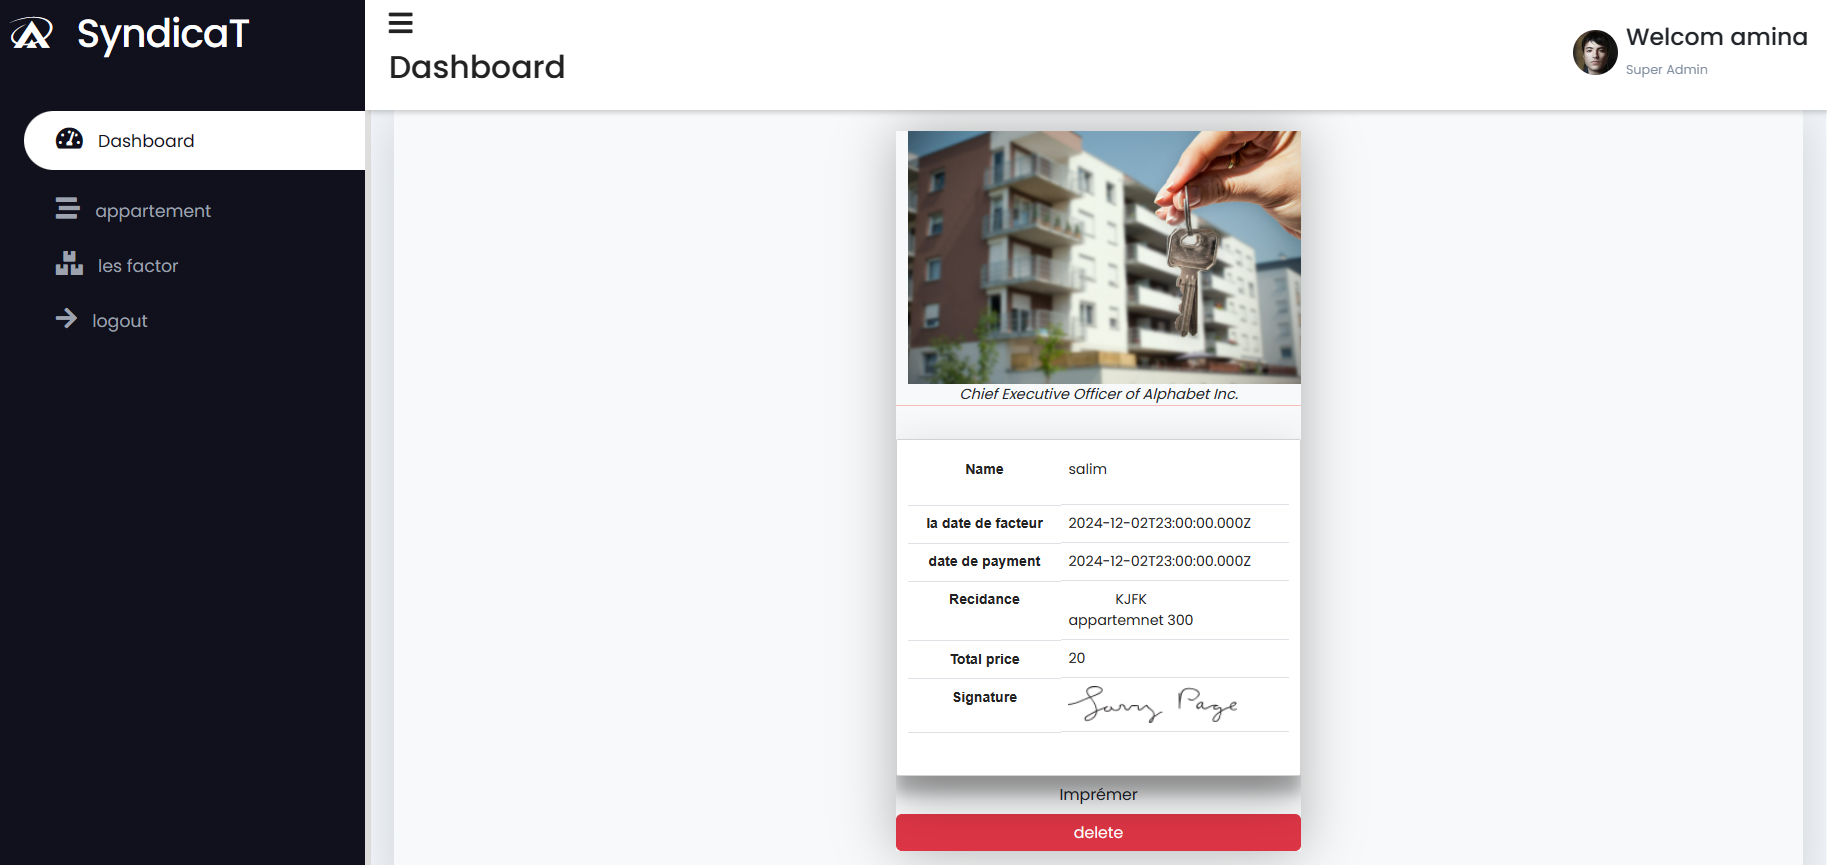 SyndicaT
Dashboard
appartement
les factor
logout
Dashboard
Welcom amina
Super Admin
Chief Executive Officer of Alphabet Inc.
Name salim
la date de facteur 2024-12-02T23:00:00.000Z
date de payment 2024-12-02T23:00:00.000Z
Recidance KJFK
appartemnet 300
Total price 20
Signature Larry Page
Imprémer
delete